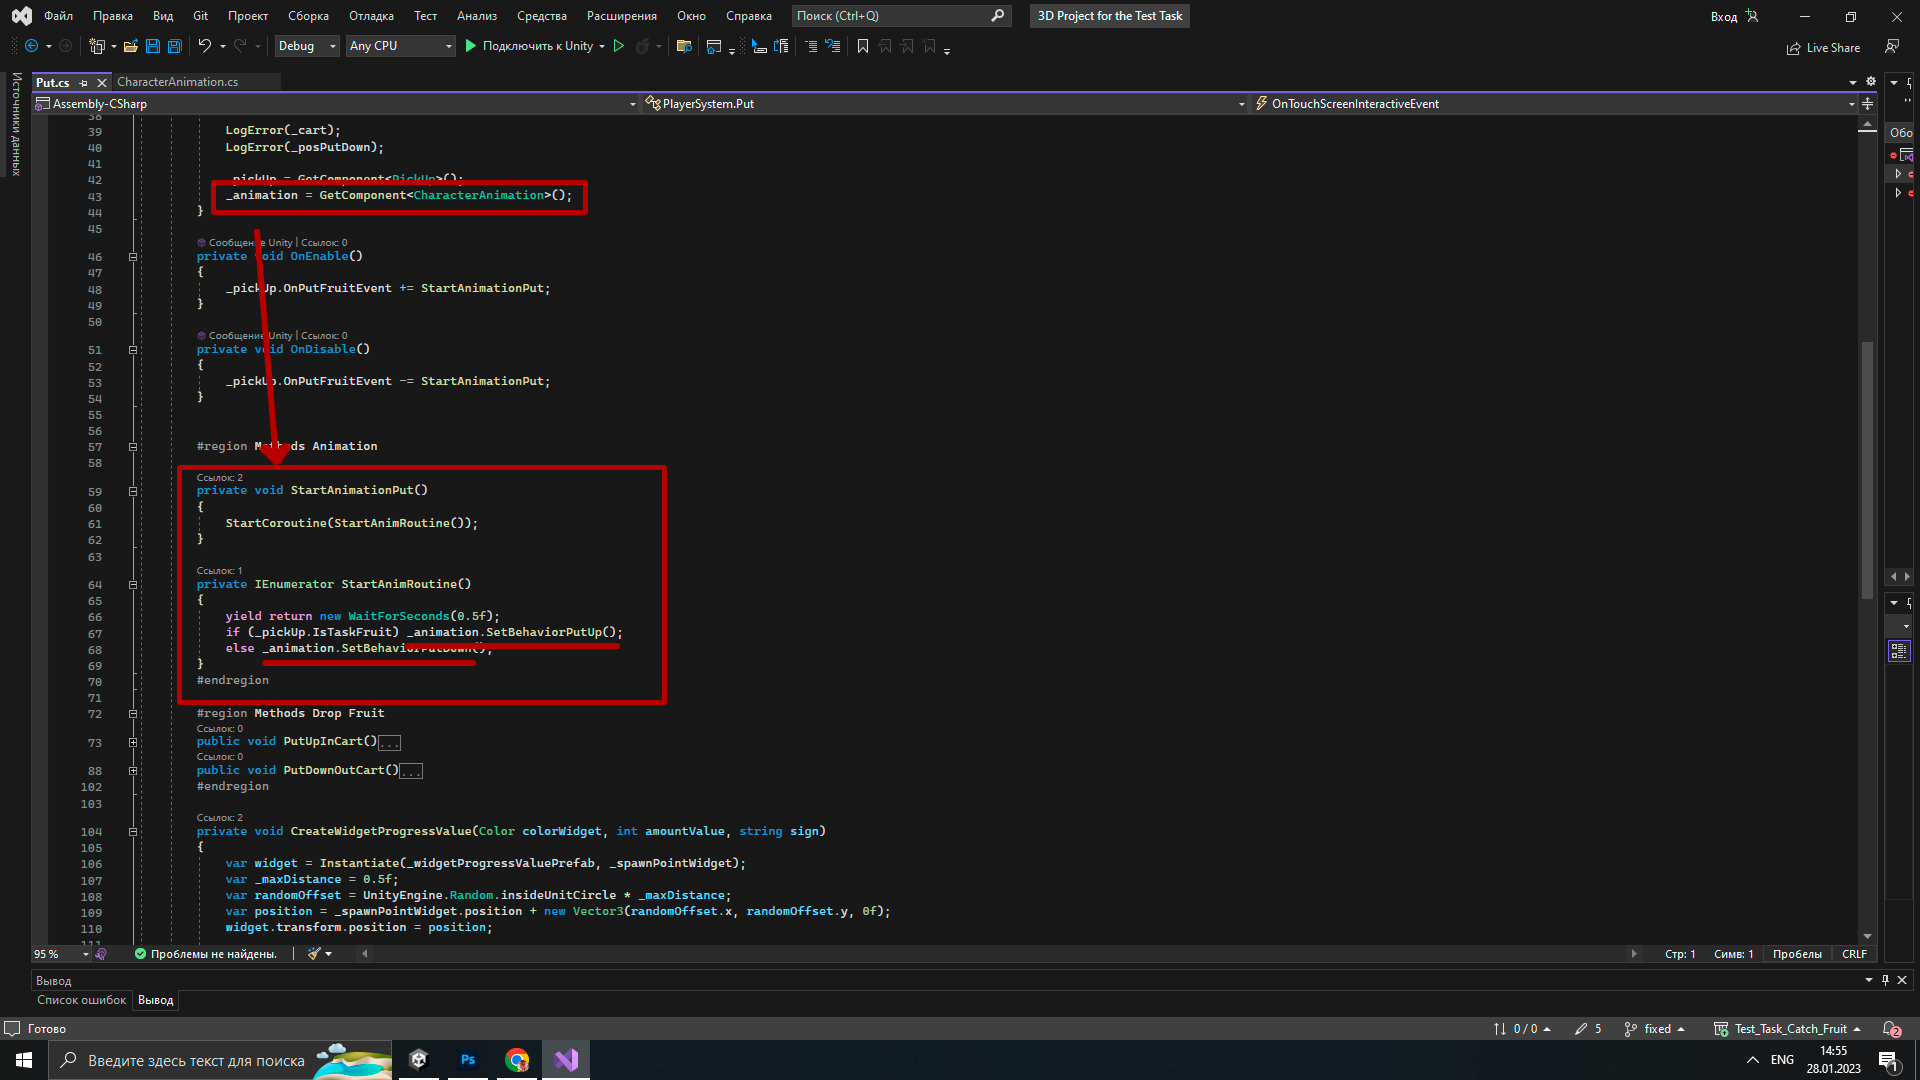 Файл Правка Вид Git Проект Сборка Отладка Тест Анализ Средства Расширения Окно Справка Поиск (Ctrl+Q) 3D Project for the Test Task Вход
Debug Any CPU Подключить к Unity Live Share
Источники данных
Put.cs CharacterAnimation.cs
Assembly-CSharp PlayerSystem.Put OnTouchScreenInteractiveEvent
Обо
38
39 LogError(_cart);
40 LogError(_posPutDown);
41
42 _pickUp = GetComponent<PickUp>();
43 _animation = GetComponent<CharacterAnimation>();
44 }
45
Сообщение Unity | Ссылок: 0
46 private void OnEnable()
47 {
48 _pickUp.OnPutFruitEvent += StartAnimationPut;
49 }
50
Сообщение Unity | Ссылок: 0
51 private void OnDisable()
52 {
53 _pickUp.OnPutFruitEvent -= StartAnimationPut;
54 }
55
56
57 #region Methods Animation
58
Ссылок: 2
59 private void StartAnimationPut()
60 {
61 StartCoroutine(StartAnimRoutine());
62 }
63
Ссылок: 1
64 private IEnumerator StartAnimRoutine()
65 {
66 yield return new WaitForSeconds(0.5f);
67 if (_pickUp.IsTaskFruit) _animation.SetBehaviorPutUp();
68 else _animation.SetBehaviorPutDown();
69 }
70 #endregion
71
72 #region Methods Drop Fruit
Ссылок: 0
73 public void PutUpInCart()...
Ссылок: 0
88 public void PutDownOutCart()...
102 #endregion
103
Ссылок: 2
104 private void CreateWidgetProgressValue(Color colorWidget, int amountValue, string sign)
105 {
106 var widget = Instantiate(_widgetProgressValuePrefab, _spawnPointWidget);
107 var _maxDistance = 0.5f;
108 var randomOffset = UnityEngine.Random.insideUnitCircle * _maxDistance;
109 var position = _spawnPointWidget.position + new Vector3(randomOffset.x, randomOffset.y, 0f);
110 widget.transform.position = position;
111
95 % Проблемы не найдены. Стр: 1 Симв: 1 Пробелы CRLF
Вывод
Список ошибок Вывод
Готово 0 / 0 5 fixed Test_Task_Catch_Fruit 2
Введите здесь текст для поиска Ps ENG 14:55
28.01.2023 1